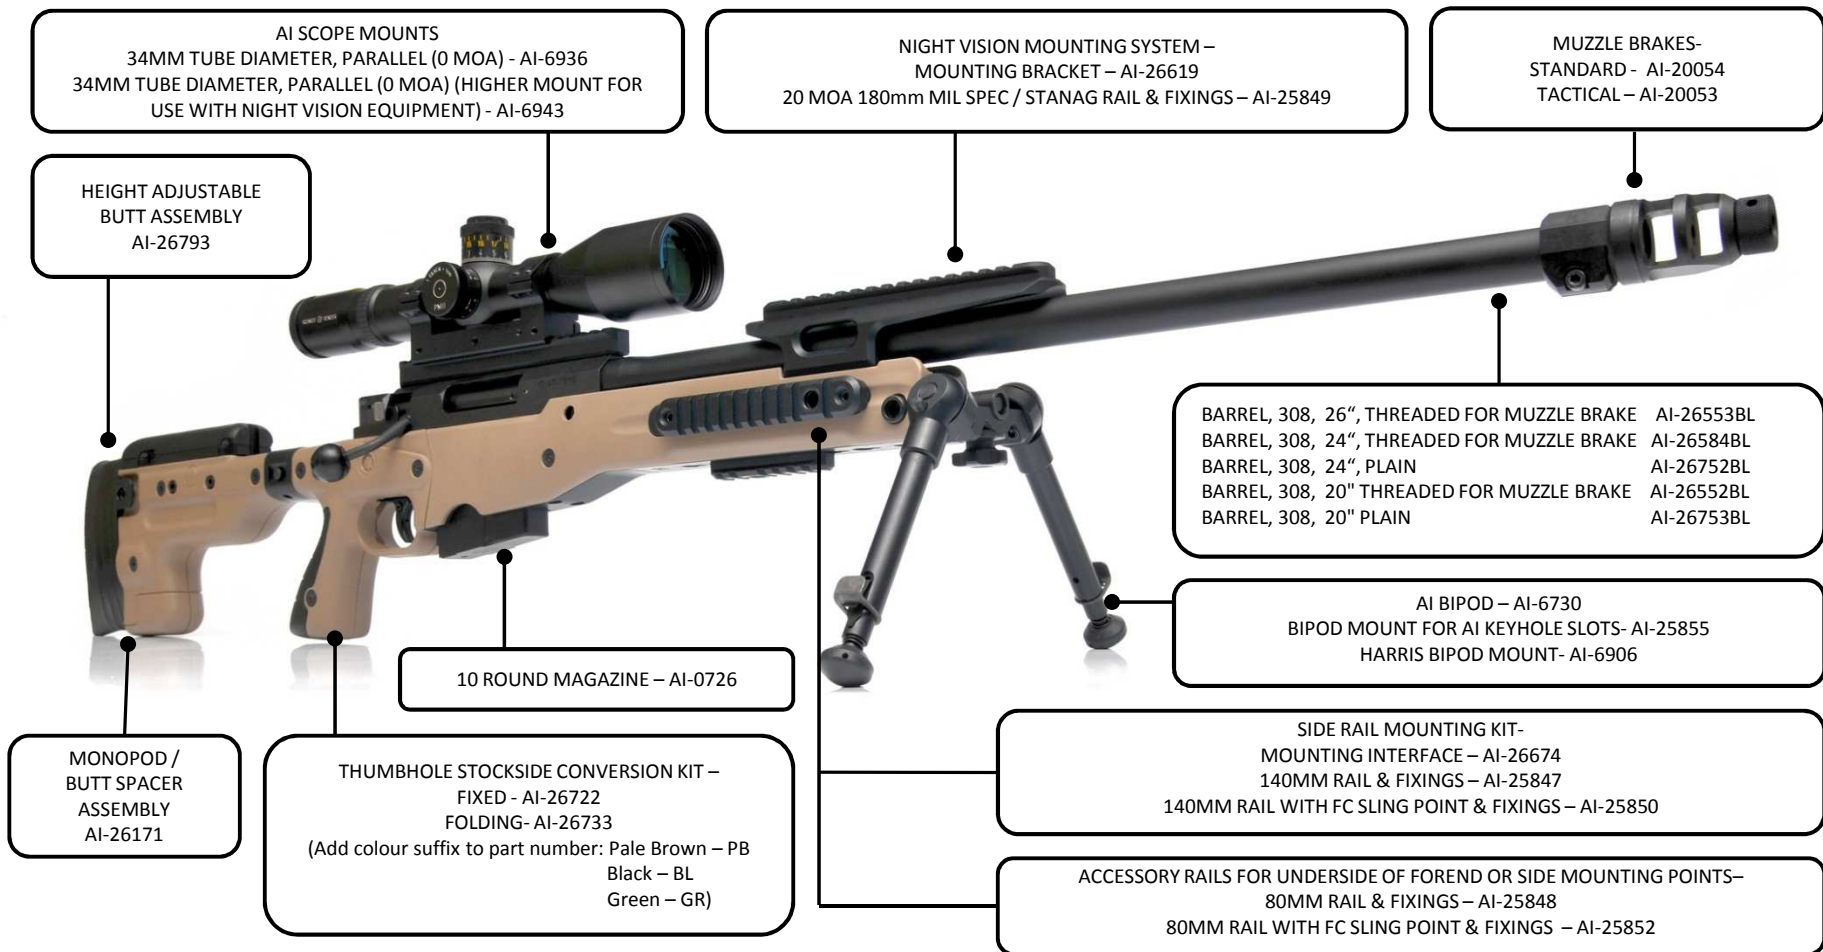 AI SCOPE MOUNTS
34MM TUBE DIAMETER, PARALLEL (0 MOA) - AI-6936
34MM TUBE DIAMETER, PARALLEL (0 MOA) (HIGHER MOUNT FOR
USE WITH NIGHT VISION EQUIPMENT) - AI-6943
NIGHT VISION MOUNTING SYSTEM –
MOUNTING BRACKET – AI-26619
20 MOA 180mm MIL SPEC / STANAG RAIL & FIXINGS – AI-25849
MUZZLE BRAKES-
STANDARD - AI-20054
TACTICAL – AI-20053
HEIGHT ADJUSTABLE
BUTT ASSEMBLY
AI-26793
BARREL, 308, 26“, THREADED FOR MUZZLE BRAKE AI-26553BL
BARREL, 308, 24“, THREADED FOR MUZZLE BRAKE AI-26584BL
BARREL, 308, 24“, PLAIN AI-26752BL
BARREL, 308, 20" THREADED FOR MUZZLE BRAKE AI-26552BL
BARREL, 308, 20" PLAIN AI-26753BL
AI BIPOD – AI-6730
BIPOD MOUNT FOR AI KEYHOLE SLOTS- AI-25855
HARRIS BIPOD MOUNT- AI-6906
10 ROUND MAGAZINE – AI-0726
MONOPOD /
BUTT SPACER
ASSEMBLY
AI-26171
THUMBHOLE STOCKSIDE CONVERSION KIT –
FIXED - AI-26722
FOLDING- AI-26733
(Add colour suffix to part number: Pale Brown – PB
Black – BL
Green – GR)
SIDE RAIL MOUNTING KIT-
MOUNTING INTERFACE – AI-26674
140MM RAIL & FIXINGS – AI-25847
140MM RAIL WITH FC SLING POINT & FIXINGS – AI-25850
ACCESSORY RAILS FOR UNDERSIDE OF FOREND OR SIDE MOUNTING POINTS–
80MM RAIL & FIXINGS – AI-25848
80MM RAIL WITH FC SLING POINT & FIXINGS – AI-25852